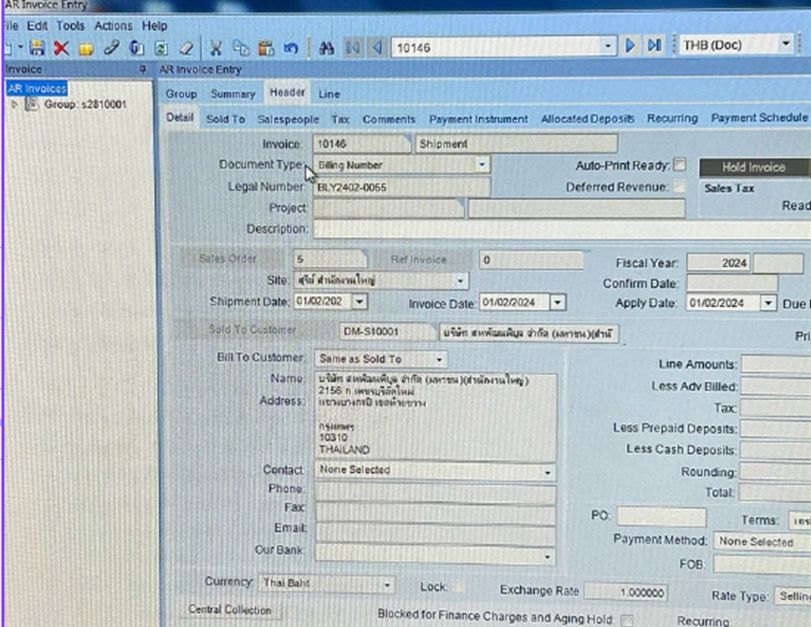 AR Invoice Entry
File Edit Tools Actions Help
10146 THB (Doc)
Invoice AR Invoice Entry
AR Invoices
Group: s2810001
Group Summary Header Line
Detail Sold To Salespeople Tax Comments Payment Instrument Allocated Deposits Recurring Payment Schedule
Invoice: 10146 Shipment
Document Type: Billing Number Auto-Print Ready: Hold Invoice
Legal Number: BLY2402-0055 Deferred Revenue: Sales Tax
Project: Read
Description:
Sales Order... 5 Ref Invoice... 0 Fiscal Year: 2024
Site: สำนักงานใหญ่ Confirm Date:
Shipment Date: 01/02/202 Invoice Date: 01/02/2024 Apply Date: 01/02/2024 Due
Sold To Customer... DM-S10001 บริษัท สหพัฒนพิบูล จำกัด (มหาชน)(สำนั
Pri
Bill To Customer: Same as Sold To Line Amounts:
Name: บริษัท สหพัฒนพิบูล จำกัด (มหาชน)(สำนักงานใหญ่)
2156 ถ.เพชรบุรีตัดใหม่ Less Adv Billed:
Address: แขวงบางกะปิ เขตห้วยขวาง Tax:
กรุงเทพฯ Less Prepaid Deposits:
10310
THAILAND Less Cash Deposits:
Contact: None Selected Rounding:
Phone: Total:
Fax: PO: Terms:
Email: Payment Method: None Selected
Our Bank: FOB:
Currency: Thai Baht Lock: Exchange Rate 1.000000 Rate Type: Selling
Central Collection Blocked for Finance Charges and Aging Hold: Recurring